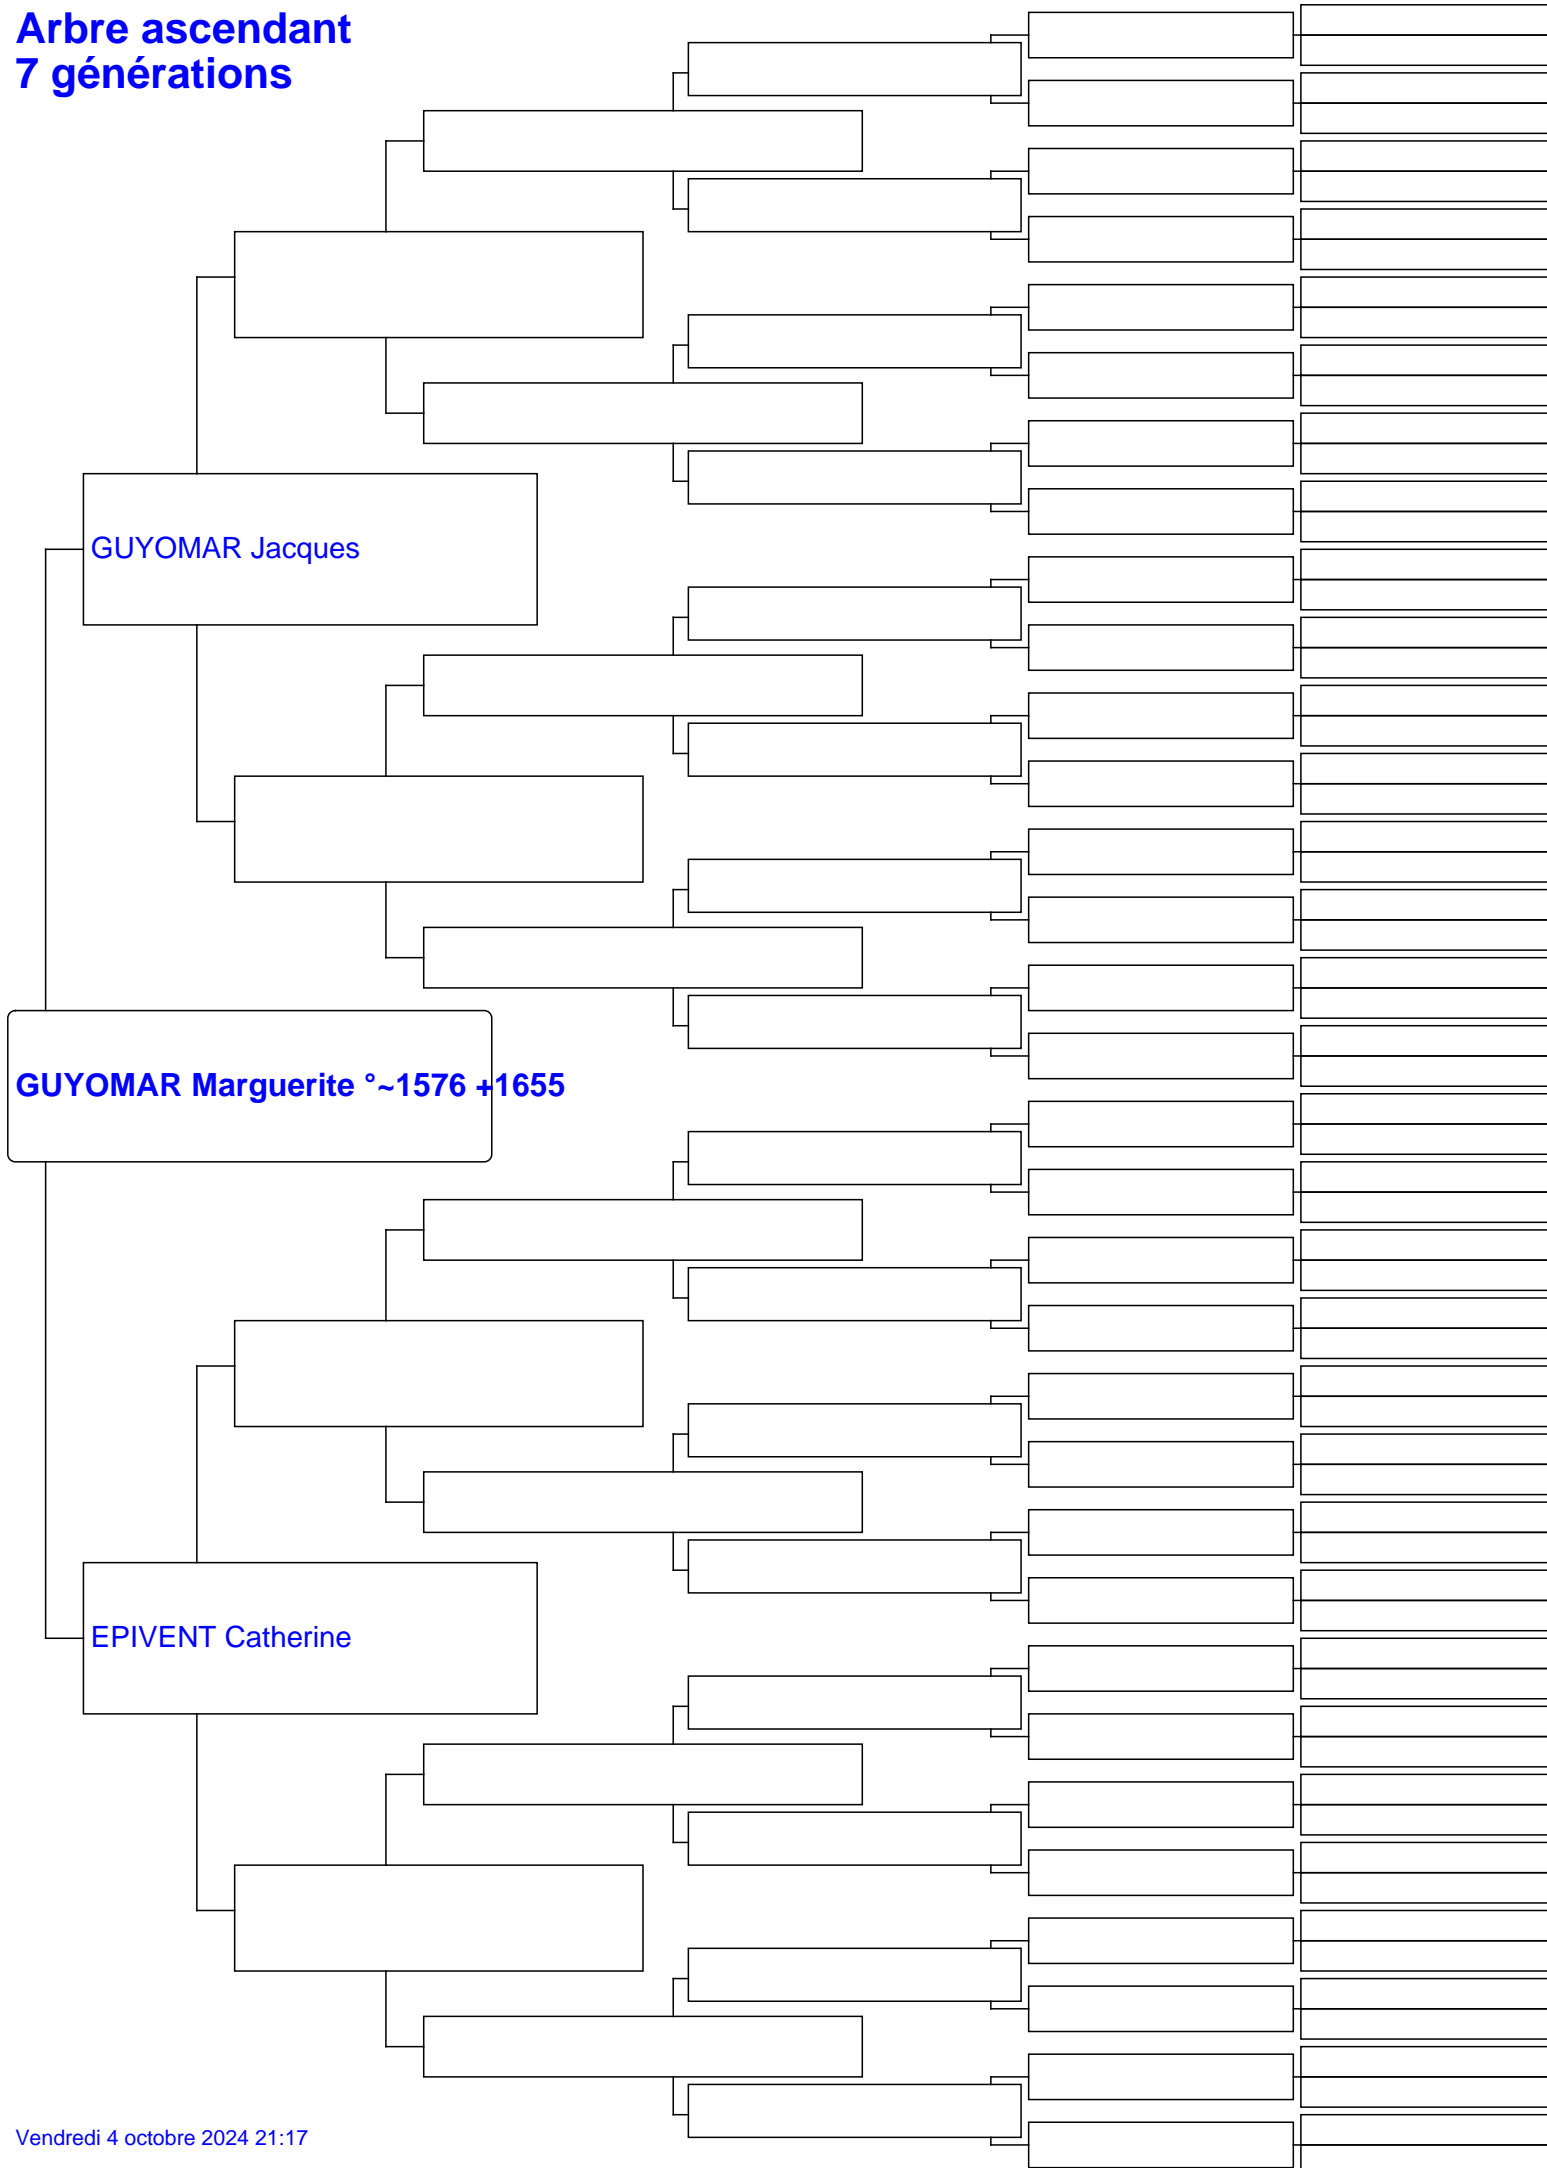 Arbre ascendant
7 générations
GUYOMAR Jacques
GUYOMAR Marguerite °~1576 +1655
EPIVENT Catherine
Vendredi 4 octobre 2024 21:17